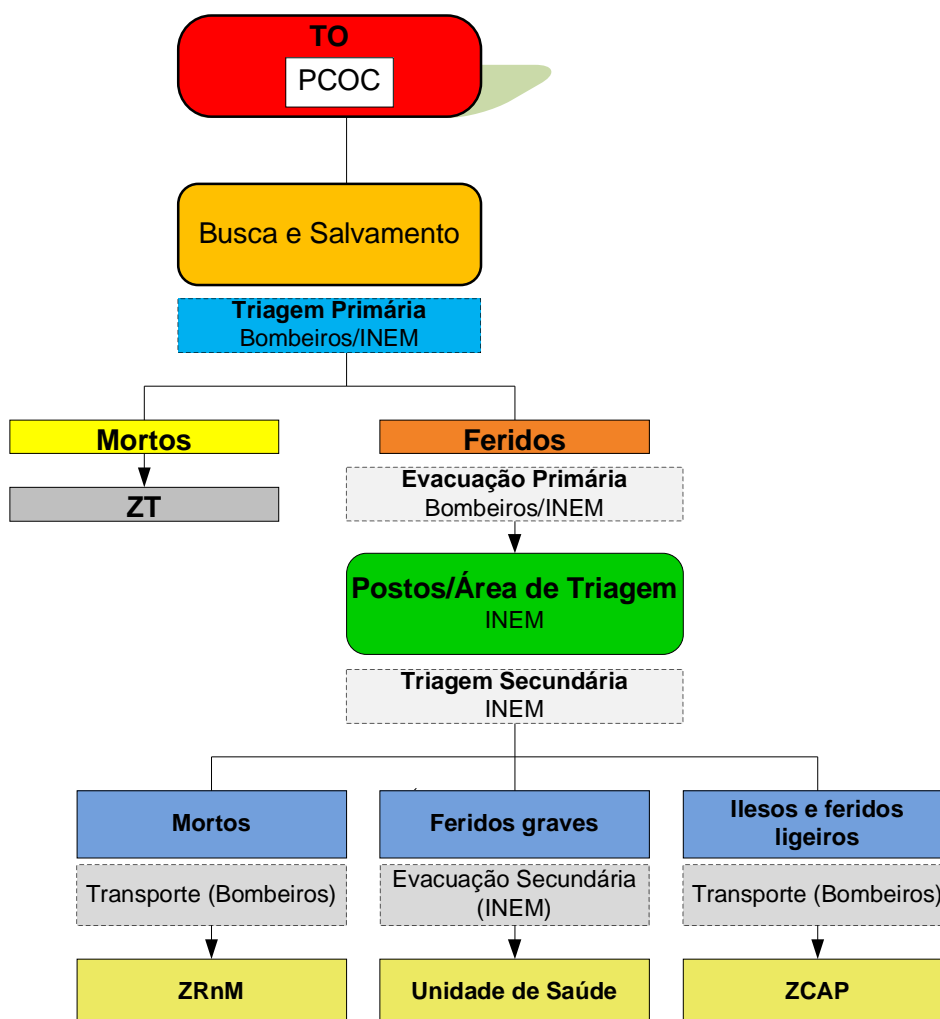 TO
PCOC
Busca e Salvamento
Triagem Primária
Bombeiros/INEM
Mortos
Feridos
ZT
Evacuação Primária
Bombeiros/INEM
Postos/Área de Triagem
INEM
Triagem Secundária
INEM
Mortos
Feridos graves
Ilesos e feridos
ligeiros
Transporte (Bombeiros)
Evacuação Secundária
(INEM)
Transporte (Bombeiros)
ZRnM
Unidade de Saúde
ZCAP